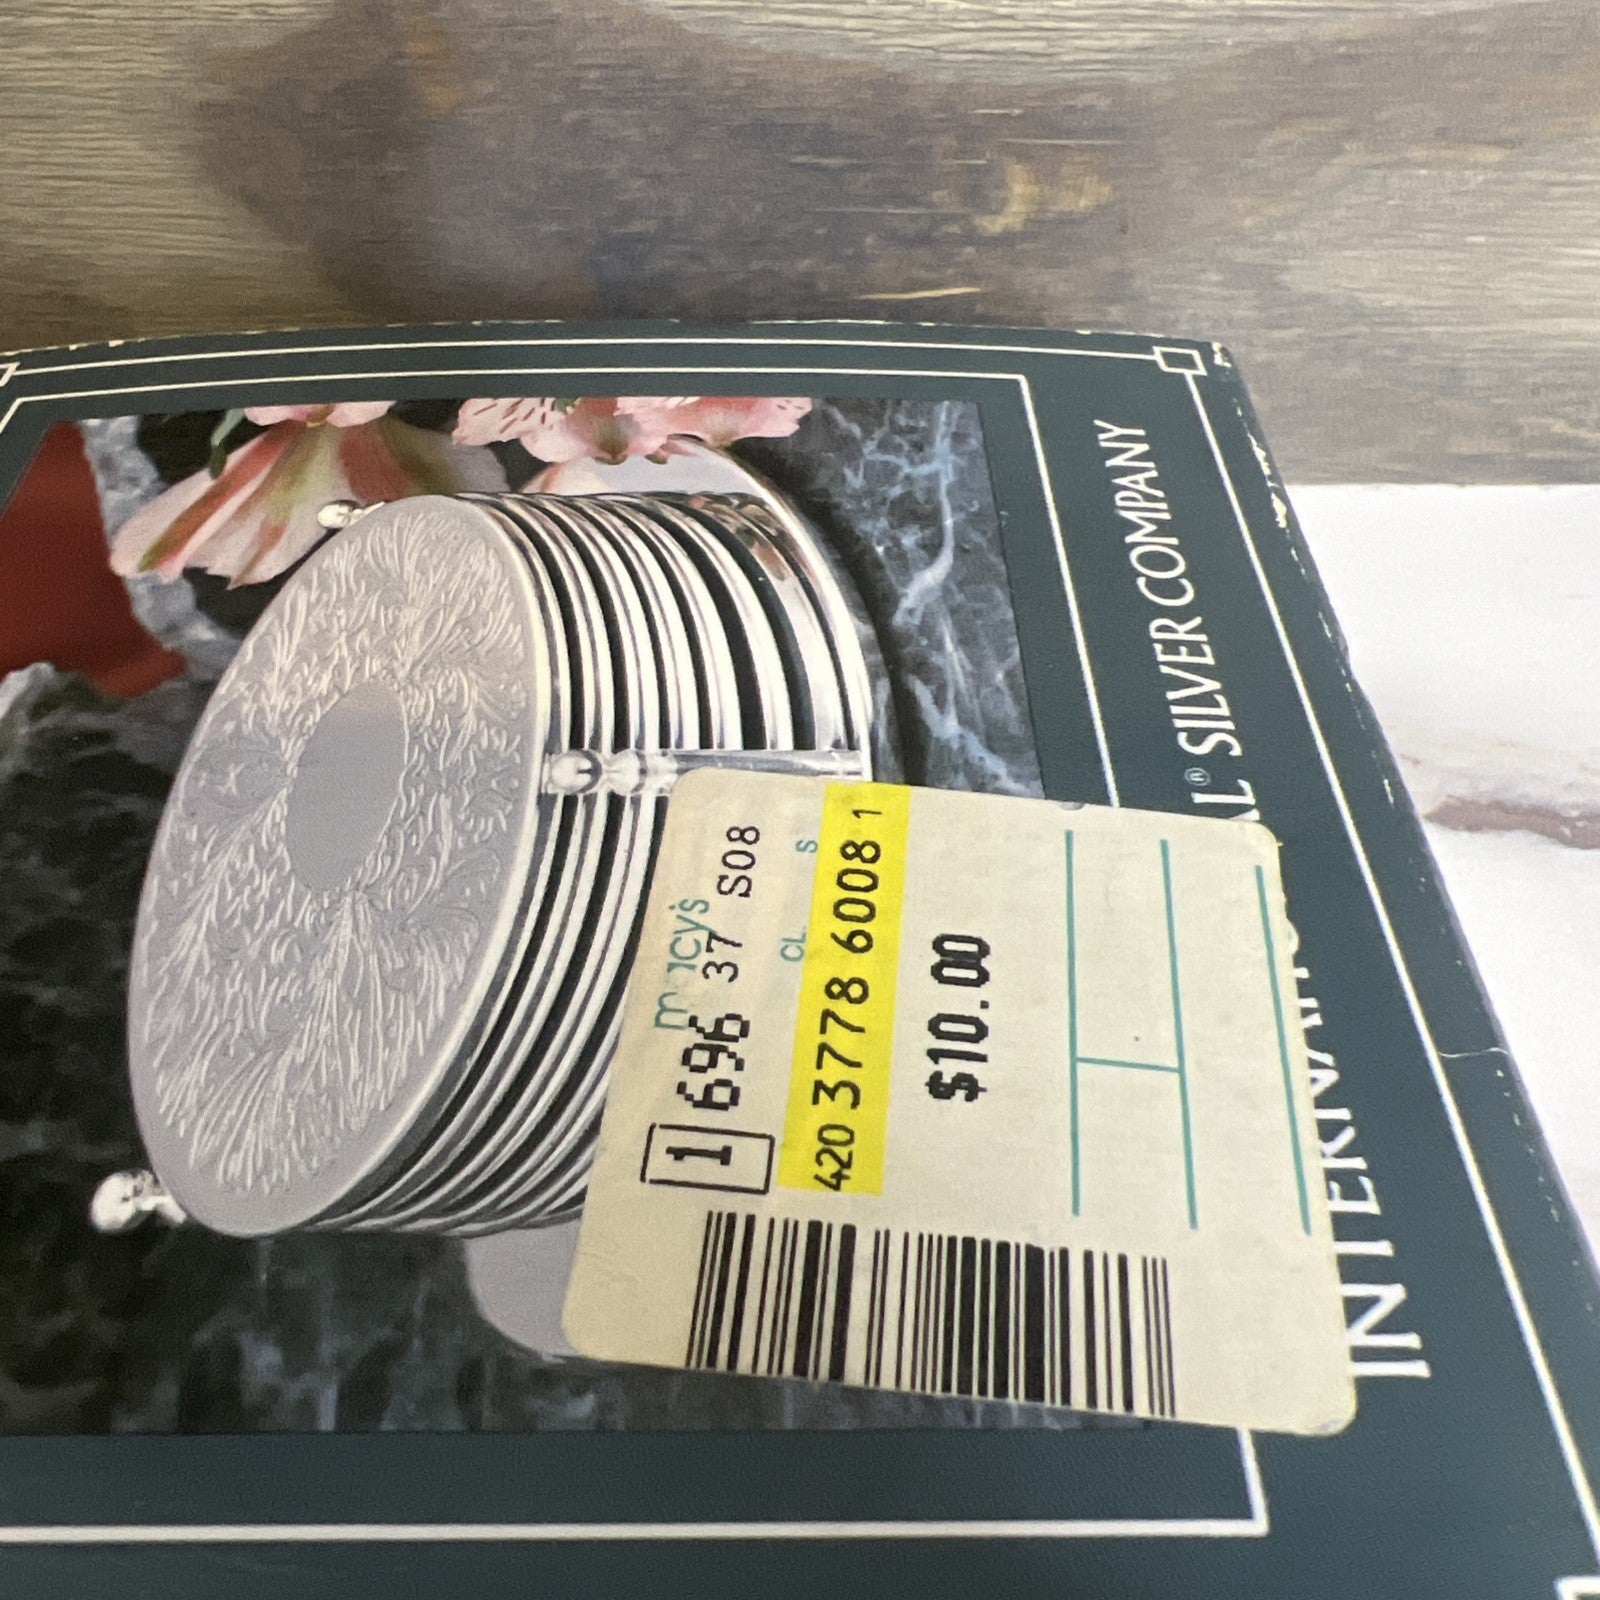 INTERNATIONAL® SILVER COMPANY
macy's
1 696 37 S08
CL. S
420 3778 6008 1
$10.00